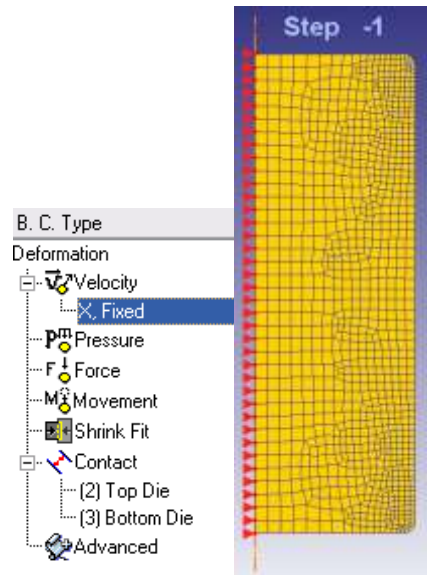 Step -1
B. C. Type
Deformation
Velocity
X, Fixed
Pressure
Force
Movement
Shrink Fit
Contact
(2) Top Die
(3) Bottom Die
Advanced